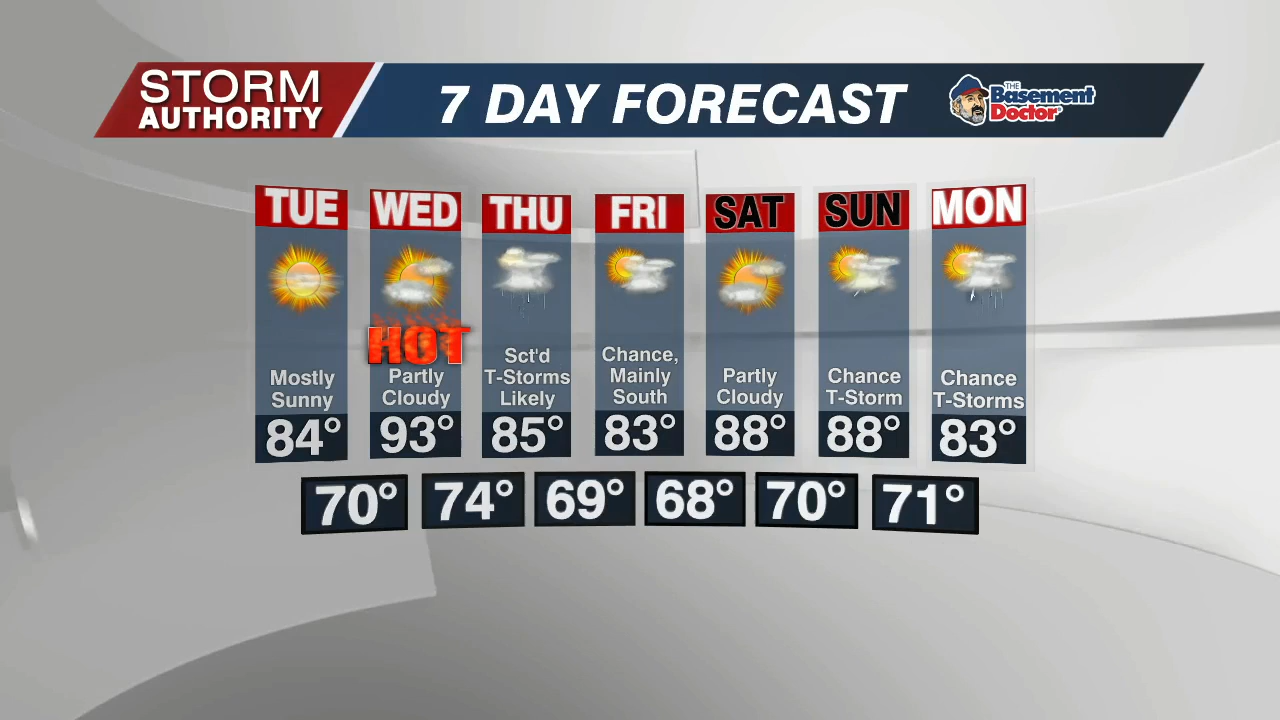 STORM
AUTHORITY
7 DAY FORECAST
THE
Basement
Doctor
TUE
WED
THU
FRI
SAT
SUN
MON
HOT
Mostly
Sunny
Partly
Cloudy
Sct'd
T-Storms
Likely
Chance,
Mainly
South
Partly
Cloudy
Chance
T-Storm
Chance
T-Storms
84°
93°
85°
83°
88°
88°
83°
70°
74°
69°
68°
70°
71°